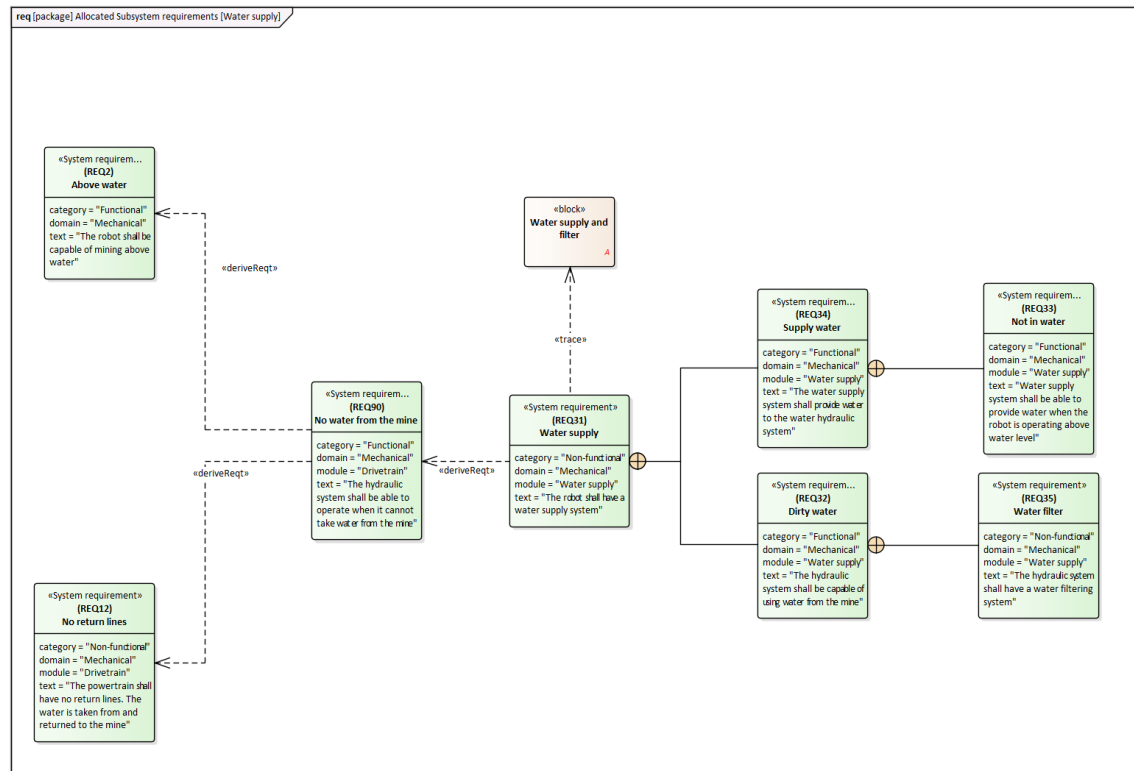 req [package] Allocated Subsystem requirements [Water supply]
«System requirem...
(REQ2)
Above water
category = "Functional"
domain = "Mechanical"
text = "The robot shall be
capable of mining above
water"
«deriveReqt»
«block»
Water supply and
filter
A
«trace»
«System requirem...
(REQ34)
Supply water
category = "Functional"
domain = "Mechanical"
module = "Water supply"
text = "The water supply
system shall provide water
to the water hydraulic
system"
«System requirem...
(REQ33)
Not in water
category = "Functional"
domain = "Mechanical"
module = "Water supply"
text = "Water supply
system shall be able to
provide water when the
robot is operating above
water level"
«System requirem...
(REQ90)
No water from the mine
category = "Functional"
domain = "Mechanical"
module = "Drivetrain"
text = "The hydraulic
system shall be able to
operate when it cannot
take water from the mine"
«deriveReqt»
«deriveReqt»
«System requirement»
(REQ31)
Water supply
category = "Non-functional"
domain = "Mechanical"
module = "Water supply"
text = "The robot shall have a
water supply system"
«System requirem...
(REQ32)
Dirty water
category = "Functional"
domain = "Mechanical"
module = "Water supply"
text = "The hydraulic
system shall be capable of
using water from the mine"
«System requirement»
(REQ35)
Water filter
category = "Non-functional"
domain = "Mechanical"
module = "Water supply"
text = "The hydraulic system
shall have a water filtering
system"
«System requirement»
(REQ12)
No return lines
category = "Non-functional"
domain = "Mechanical"
module = "Drivetrain"
text = "The powertrain shall
have no return lines. The
water is taken from and
returned to the mine"